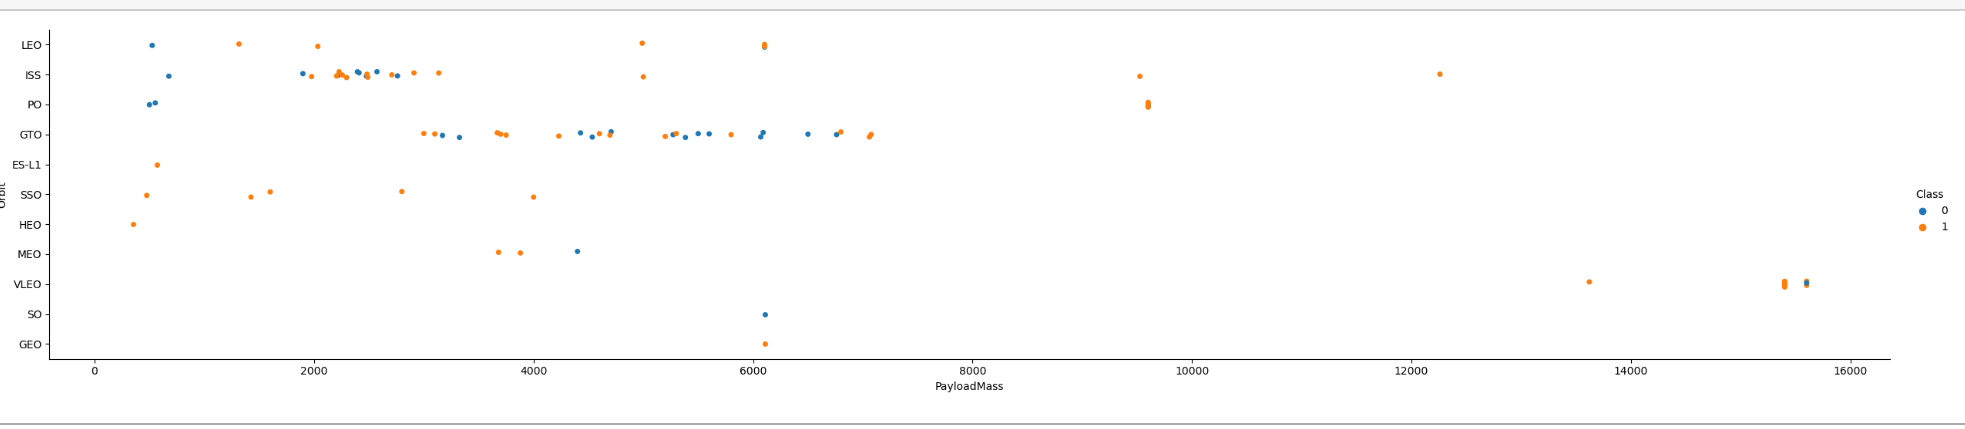 LEO
ISS
PO
GTO
ES-L1
SSO
HEO
MEO
VLEO
SO
GEO
Orbit
0 2000 4000 6000 8000 10000 12000 14000 16000
PayloadMass
Class
0
1